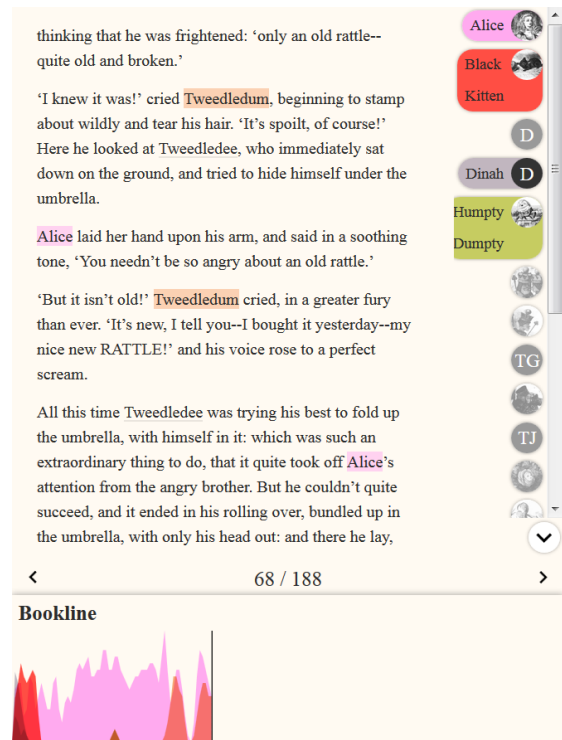 thinking that he was frightened: ‘only an old rattle--
quite old and broken.’
‘I knew it was!’ cried Tweedledum, beginning to stamp
about wildly and tear his hair. ‘It’s spoilt, of course!’
Here he looked at Tweedledee, who immediately sat
down on the ground, and tried to hide himself under the
umbrella.
Alice laid her hand upon his arm, and said in a soothing
tone, ‘You needn’t be so angry about an old rattle.’
‘But it isn’t old!’ Tweedledum cried, in a greater fury
than ever. ‘It’s new, I tell you--I bought it yesterday--my
nice new RATTLE!’ and his voice rose to a perfect
scream.
All this time Tweedledee was trying his best to fold up
the umbrella, with himself in it: which was such an
extraordinary thing to do, that it quite took off Alice’s
attention from the angry brother. But he couldn’t quite
succeed, and it ended in his rolling over, bundled up in
the umbrella, with only his head out: and there he lay,
Alice
Black
Kitten
D
Dinah D
Humpty
Dumpty
TG
TJ
68 / 188
Bookline